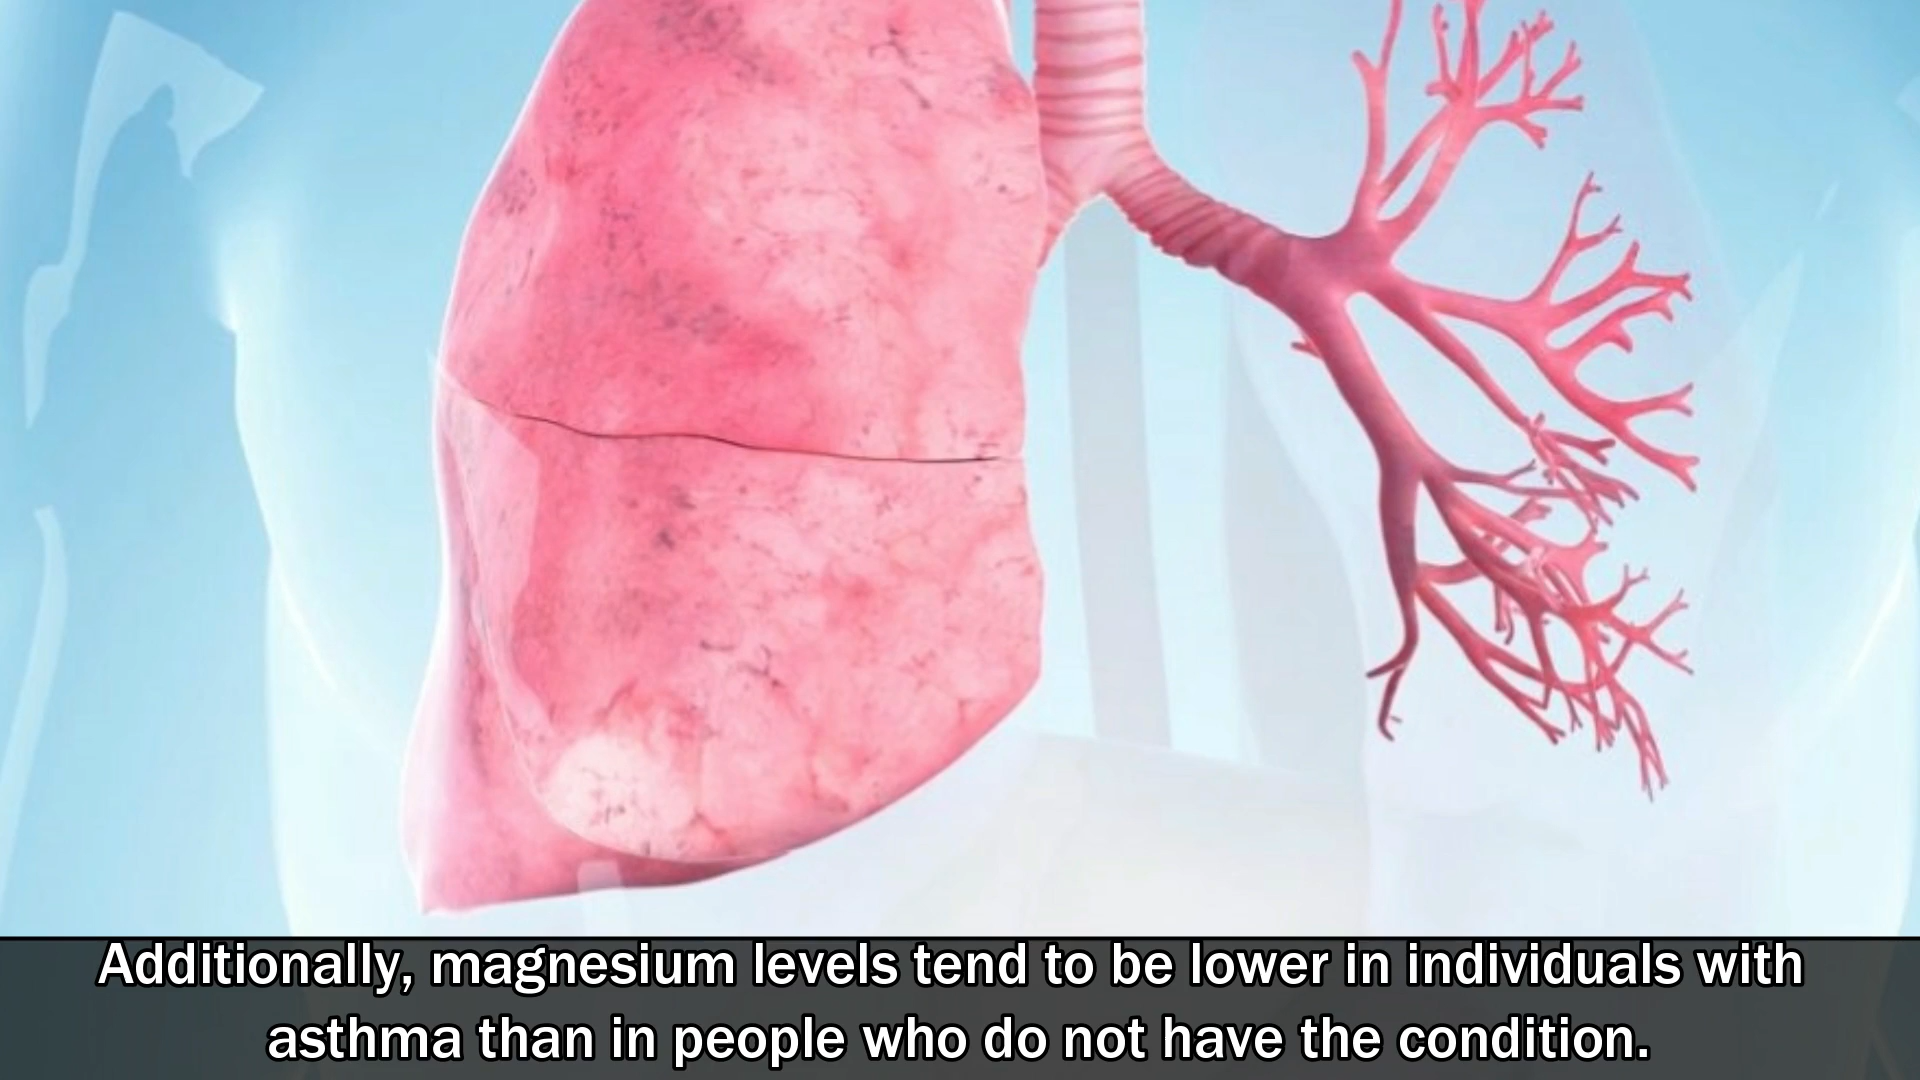 Additionally, magnesium levels tend to be lower in individuals with
asthma than in people who do not have the condition.